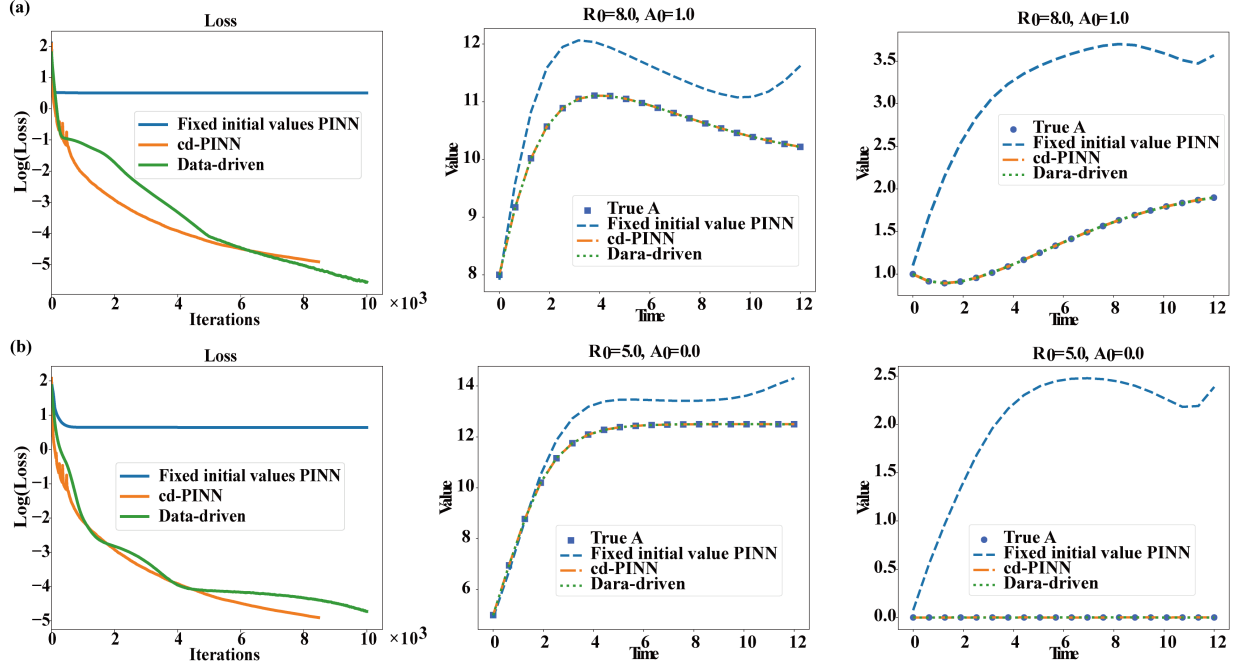 (a)
Loss
2
1
0
−1
−2
−3
−4
−5
Log(Loss)
Fixed initial values PINN
cd-PINN
Data-driven
0
2
4
6
8
10
×10³
Iterations
R0=8.0, A0=1.0
12
11
10
9
8
Value
True A
Fixed initial value PINN
cd-PINN
Dara-driven
0
2
4
6
8
10
12
Time
R0=8.0, A0=1.0
3.5
3.0
2.5
2.0
1.5
1.0
Value
True A
Fixed initial value PINN
cd-PINN
Dara-driven
0
2
4
6
8
10
12
Time
(b)
Loss
2
1
0
−1
−2
−3
−4
−5
Log(Loss)
Fixed initial values PINN
cd-PINN
Data-driven
0
2
4
6
8
10
×10³
Iterations
R0=5.0, A0=0.0
14
12
10
8
6
Value
True A
Fixed initial value PINN
cd-PINN
Dara-driven
0
2
4
6
8
10
12
Time
R0=5.0, A0=0.0
2.5
2.0
1.5
1.0
0.5
0.0
Value
True A
Fixed initial value PINN
cd-PINN
Dara-driven
0
2
4
6
8
10
12
Time